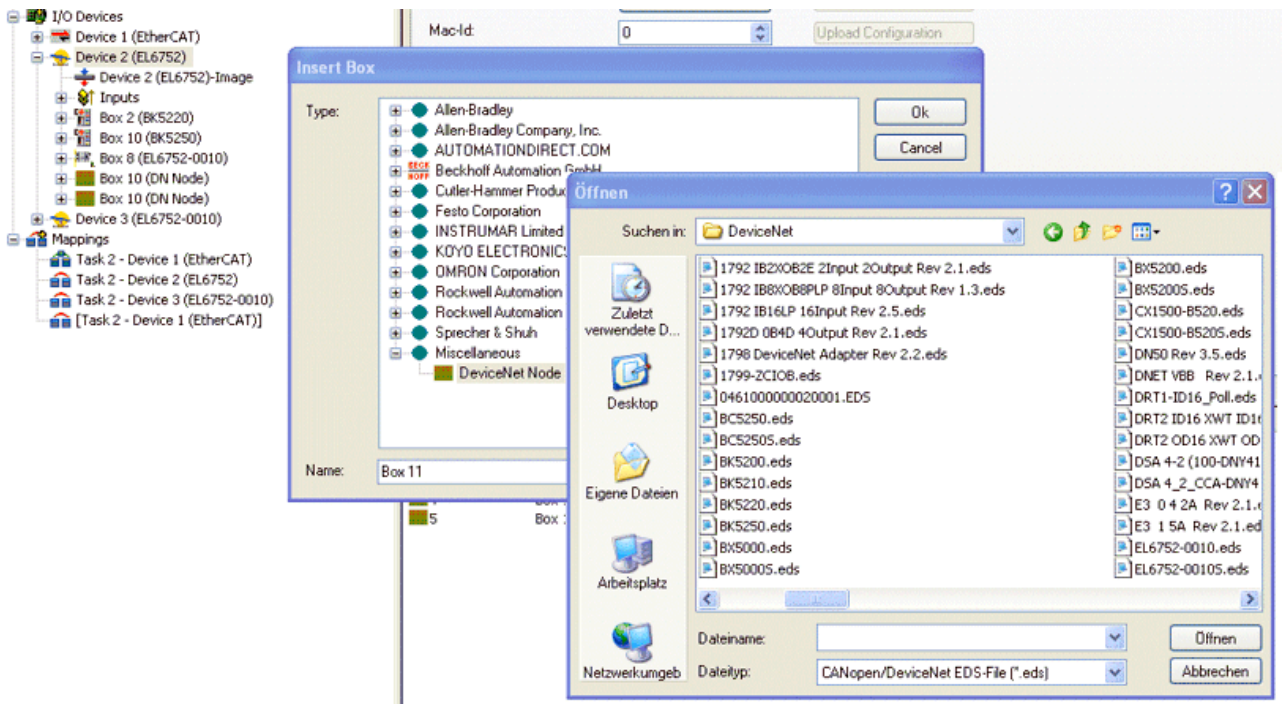 I/O Devices
Device 1 (EtherCAT)
Device 2 (EL6752)
Device 2 (EL6752)-Image
Inputs
Box 2 (BK5220)
Box 10 (BK5250)
Box 8 (EL6752-0010)
Box 10 (DN Node)
Box 10 (DN Node)
Device 3 (EL6752-0010)
Mappings
Task 2 - Device 1 (EtherCAT)
Task 2 - Device 2 (EL6752)
Task 2 - Device 3 (EL6752-0010)
[Task 2 - Device 1 (EtherCAT)]
Mac-Id:
0
Upload Configuration
Insert Box
Type:
Allen-Bradley
Allen-Bradley Company, Inc.
AUTOMATIONDIRECT.COM
BECK
HOFF
Beckhoff Automation GmbH
Cutler-Hammer Produc
Festo Corporation
INSTRUMAR Limited
KOYO ELECTRONICS
OMRON Corporation
Rockwell Automation
Rockwell Automation
Sprecher & Shuh
Miscellaneous
DeviceNet Node
Ok
Cancel
Name:
Box 11
5
Box
Öffnen
Suchen in:
DeviceNet
Zuletzt
verwendete D...
Desktop
Eigene Dateien
Arbeitsplatz
Netzwerkumgeb
1792 IB2XOB2E 2Input 2Output Rev 2.1.eds
1792 IB8XOB8PLP 8Input 8Output Rev 1.3.eds
1792 IB16LP 16Input Rev 2.5.eds
1792D 0B4D 4Output Rev 2.1.eds
1798 DeviceNet Adapter Rev 2.2.eds
1799-ZCIOB.eds
0461000000020001.EDS
BC5250.eds
BC5250S.eds
BK5200.eds
BK5210.eds
BK5220.eds
BK5250.eds
BX5000.eds
BX5000S.eds
BX5200.eds
BX5200S.eds
CX1500-B520.eds
CX1500-B520S.eds
DN50 Rev 3.5.eds
DNET VBB Rev 2.1.
DRT1-ID16_Poll.eds
DRT2 ID16 XWT ID16
DRT2 OD16 XWT OD
DSA 4-2 (100-DNY41
DSA 4_2_CCA-DNY4
E3 0 4 2A Rev 2.1.
E3 1 5A Rev 2.1.ed
EL6752-0010.eds
EL6752-0010S.eds
Dateiname:
Öffnen
Dateityp:
CANopen/DeviceNet EDS-File (*.eds)
Abbrechen